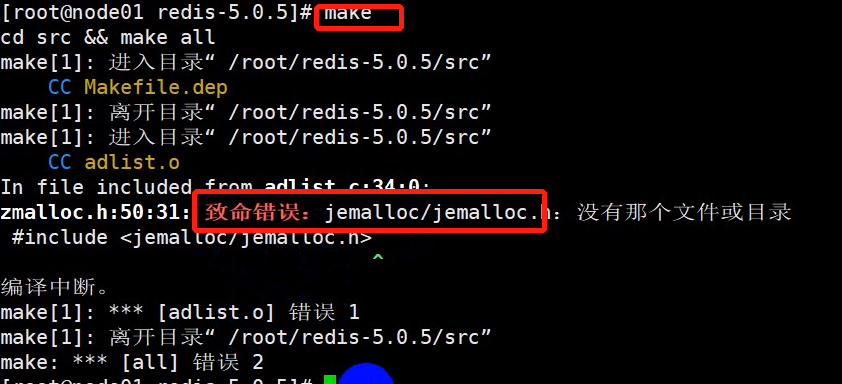 [root@node01 redis-5.0.5]# make
cd src && make all
make[1]: 进入目录“ /root/redis-5.0.5/src”
    CC Makefile.dep
make[1]: 离开目录“ /root/redis-5.0.5/src”
make[1]: 进入目录“ /root/redis-5.0.5/src”
    CC adlist.o
In file included from adlist.c:34:0:
zmalloc.h:50:31: 致命错误：jemalloc/jemalloc.h：没有那个文件或目录
 #include <jemalloc/jemalloc.h>
                               ^
编译中断。
make[1]: *** [adlist.o] 错误 1
make[1]: 离开目录“ /root/redis-5.0.5/src”
make: *** [all] 错误 2
[root@node01 redis-5.0.5]#